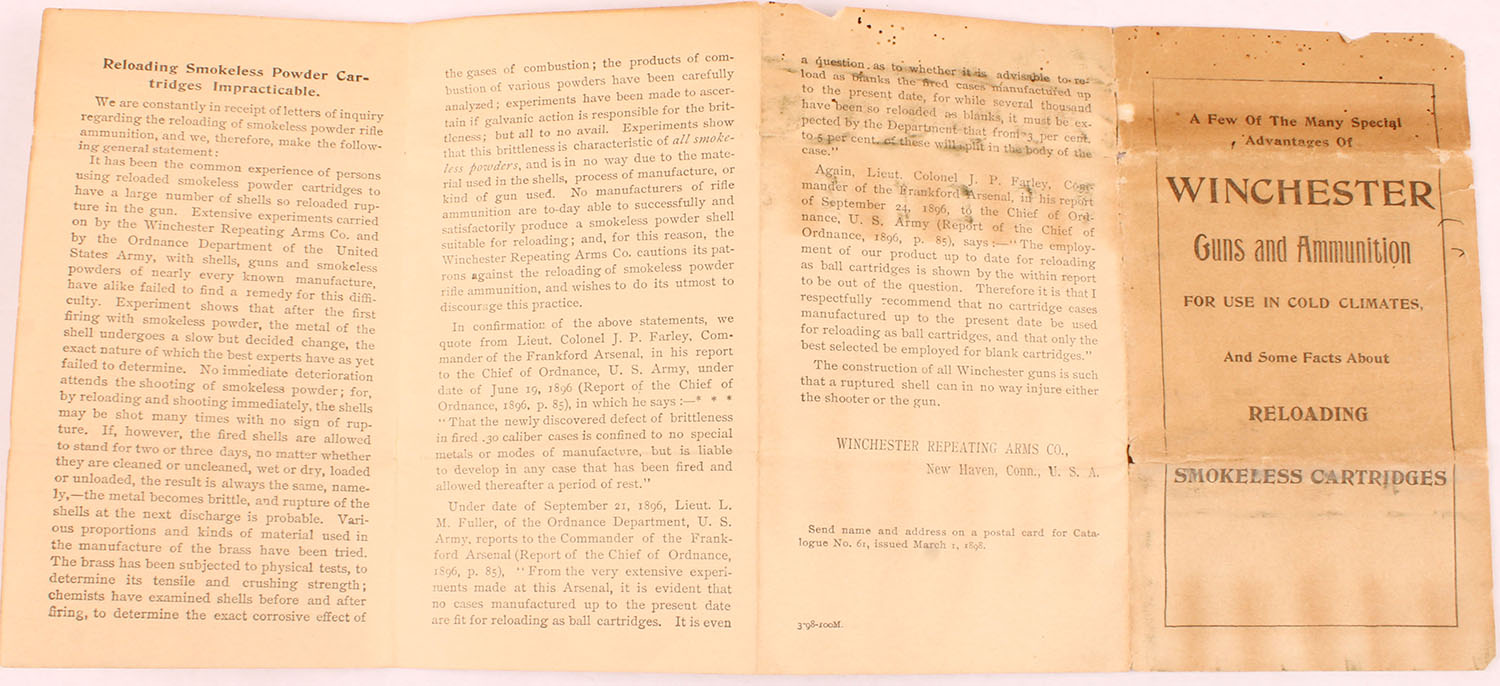 Reloading Smokeless Powder Car-
tridges Impracticable.
We are constantly in receipt of letters of inquiry
regarding the reloading of smokeless powder rifle
ammunition, and we, therefore, make the follow-
ing general statement:
It has been the common experience of persons
using reloaded smokeless powder cartridges to
have a large number of shells so reloaded rup-
ture in the gun. Extensive experiments carried
on by the Winchester Repeating Arms Co. and
by the Ordnance Department of the United
States Army, with shells, guns and smokeless
powders of nearly every known manufacture,
have alike failed to find a remedy for this diffi-
culty. Experiment shows that after the first
firing with smokeless powder, the metal of the
shell undergoes a slow but decided change, the
exact nature of which the best experts have as yet
failed to determine. No immediate deterioration
attends the shooting of smokeless powder; for,
by reloading and shooting immediately, the shells
may be shot many times with no sign of rup-
ture. If, however, the fired shells are allowed
to stand for two or three days, no matter whether
they are cleaned or uncleaned, wet or dry, loaded
or unloaded, the result is always the same, name-
ly,—the metal becomes brittle, and rupture of the
shells at the next discharge is probable. Vari-
ous proportions and kinds of material used in
the manufacture of the brass have been tried.
The brass has been subjected to physical tests, to
determine its tensile and crushing strength;
chemists have examined shells before and after
firing, to determine the exact corrosive effect of
the gases of combustion; the products of com-
bustion of various powders have been carefully
analyzed; experiments have been made to ascer-
tain if galvanic action is responsible for the brit-
tleness; but all to no avail. Experiments show
that this brittleness is characteristic of all smoke-
less powders, and is in no way due to the mate-
rial used in the shells, process of manufacture, or
kind of gun used. No manufacturers of rifle
ammunition are to-day able to successfully and
satisfactorily produce a smokeless powder shell
suitable for reloading; and, for this reason, the
Winchester Repeating Arms Co. cautions its pat-
rons against the reloading of smokeless powder
rifle ammunition, and wishes to do its utmost to
discourage this practice.
In confirmation of the above statements, we
quote from Lieut. Colonel J. P. Farley, Com-
mander of the Frankford Arsenal, in his report
to the Chief of Ordnance, U. S. Army, under
date of June 19, 1896 (Report of the Chief of
Ordnance, 1896, p. 85), in which he says:—* * *
"That the newly discovered defect of brittleness
in fired .30 caliber cases is confined to no special
metals or modes of manufacture, but is liable
to develop in any case that has been fired and
allowed thereafter a period of rest."
Under date of September 21, 1896, Lieut. L.
M. Fuller, of the Ordnance Department, U. S.
Army, reports to the Commander of the Frank-
ford Arsenal (Report of the Chief of Ordnance,
1896, p. 85), "From the very extensive experi-
ments made at this Arsenal, it is evident that
no cases manufactured up to the present date
are fit for reloading as ball cartridges. It is even
a question as to whether it is advisable to re-
load as blanks the fired cases manufactured up
to the present date, for while several thousand
have been so reloaded as blanks, it must be ex-
pected by the Department that from 3 per cent.
to 5 per cent. of these will split in the body of the
case."
Again, Lieut. Colonel J. P. Farley, Com-
mander of the Frankford Arsenal, in his report
of September 24, 1896, to the Chief of Ord-
nance, U. S. Army (Report of the Chief of
Ordnance, 1896, p. 85), says:—"The employ-
ment of our product up to date for reloading
as ball cartridges is shown by the within report
to be out of the question. Therefore it is that I
respectfully recommend that no cartridge cases
manufactured up to the present date be used
for reloading as ball cartridges, and that only the
best selected be employed for blank cartridges."
The construction of all Winchester guns is such
that a ruptured shell can in no way injure either
the shooter or the gun.
WINCHESTER REPEATING ARMS CO.,
New Haven, Conn., U. S. A.
Send name and address on a postal card for Cata-
logue No. 61, issued March 1, 1898.
3-98-100M.
A Few Of The Many Special
Advantages Of
WINCHESTER
Guns and Ammunition
FOR USE IN COLD CLIMATES,
And Some Facts About
RELOADING
SMOKELESS CARTRIDGES